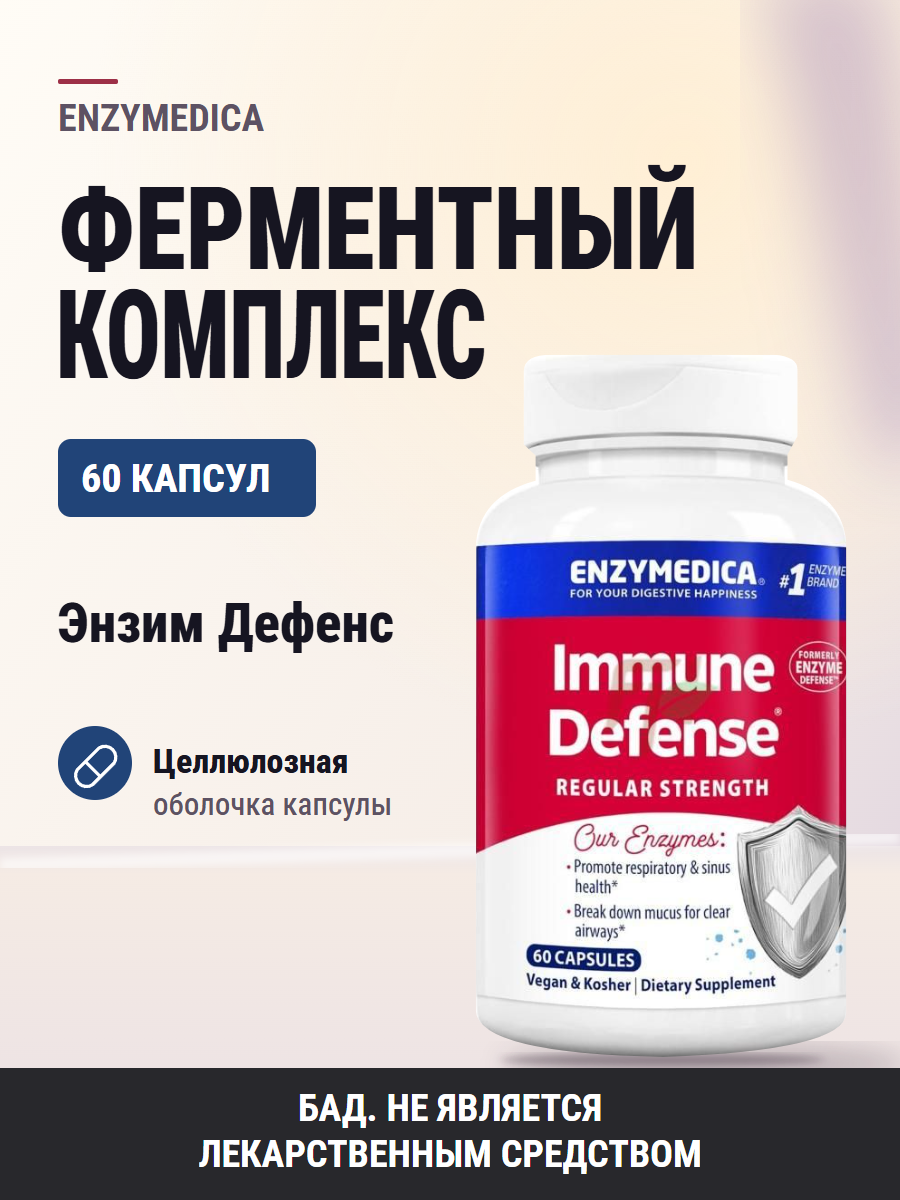 ENZYMEDICA
ФЕРМЕНТНЫЙ
КОМПЛЕКС
60 КАПСУЛ
Энзим Дефенс
Целлюлозная
оболочка капсулы
ENZYMEDICA®
FOR YOUR DIGESTIVE HAPPINESS
#1 ENZYME
BRAND
Immune
Defense®
FORMERLY
ENZYME
DEFENSE™
REGULAR STRENGTH
Our Enzymes:
• Promote respiratory & sinus
health*
• Break down mucus for clear
airways*
60 CAPSULES
Vegan & Kosher | Dietary Supplement
БАД. НЕ ЯВЛЯЕТСЯ
ЛЕКАРСТВЕННЫМ СРЕДСТВОМ